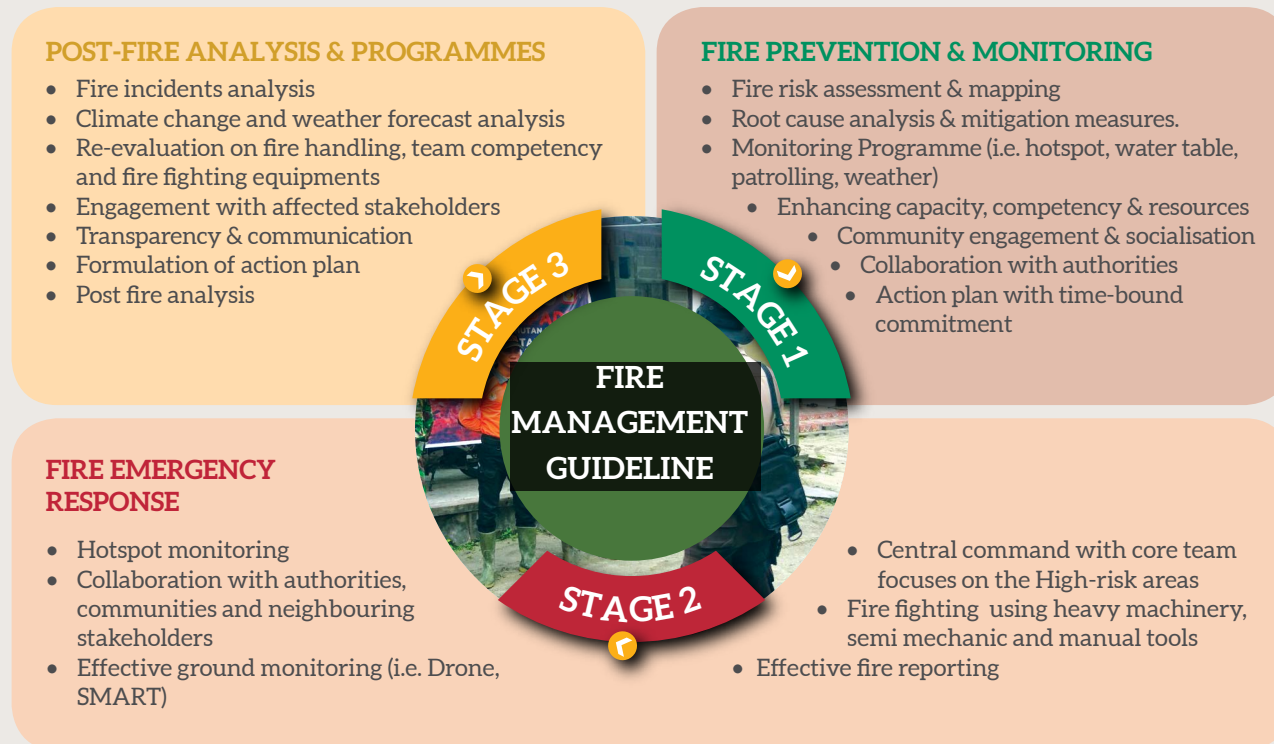 POST-FIRE ANALYSIS & PROGRAMMES
• Fire incidents analysis
• Climate change and weather forecast analysis
• Re-evaluation on fire handling, team competency
and fire fighting equipments
• Engagement with affected stakeholders
• Transparency & communication
• Formulation of action plan
• Post fire analysis
FIRE PREVENTION & MONITORING
• Fire risk assessment & mapping
• Root cause analysis & mitigation measures.
• Monitoring Programme (i.e. hotspot, water table,
patrolling, weather)
• Enhancing capacity, competency & resources
• Community engagement & socialisation
• Collaboration with authorities
• Action plan with time-bound
commitment
STAGE 3
STAGE 1
FIRE
MANAGEMENT
GUIDELINE
STAGE 2
FIRE EMERGENCY
RESPONSE
• Hotspot monitoring
• Collaboration with authorities,
communities and neighbouring
stakeholders
• Effective ground monitoring (i.e. Drone,
SMART)
• Central command with core team
focuses on the High-risk areas
• Fire fighting using heavy machinery,
semi mechanic and manual tools
• Effective fire reporting